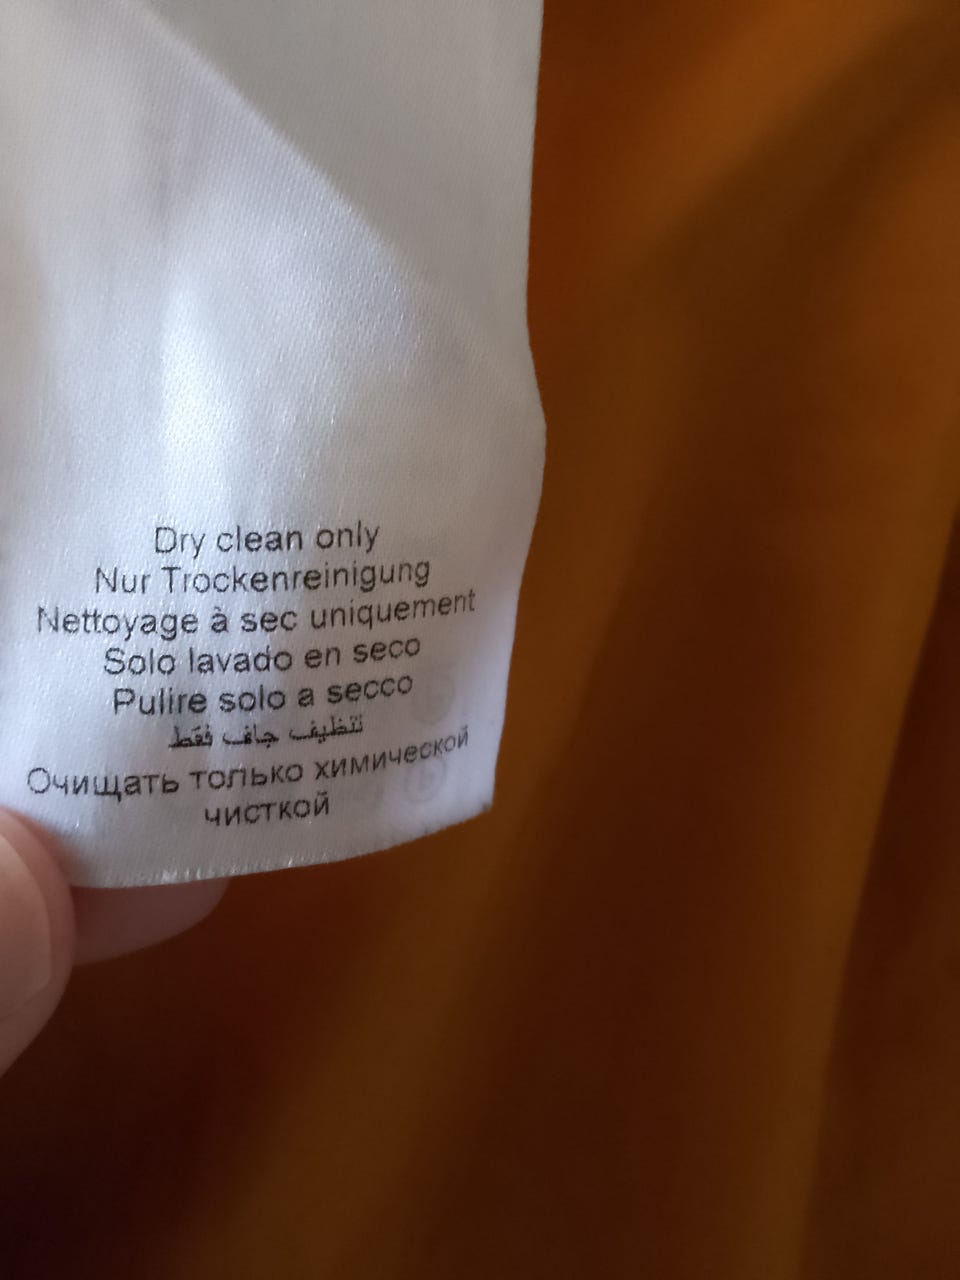 Dry clean only
Nur Trockenreinigung
Nettoyage à sec uniquement
Solo lavado en seco
Pulire solo a secco
تنظيف جاف فقط
Очищать только химической
чисткой